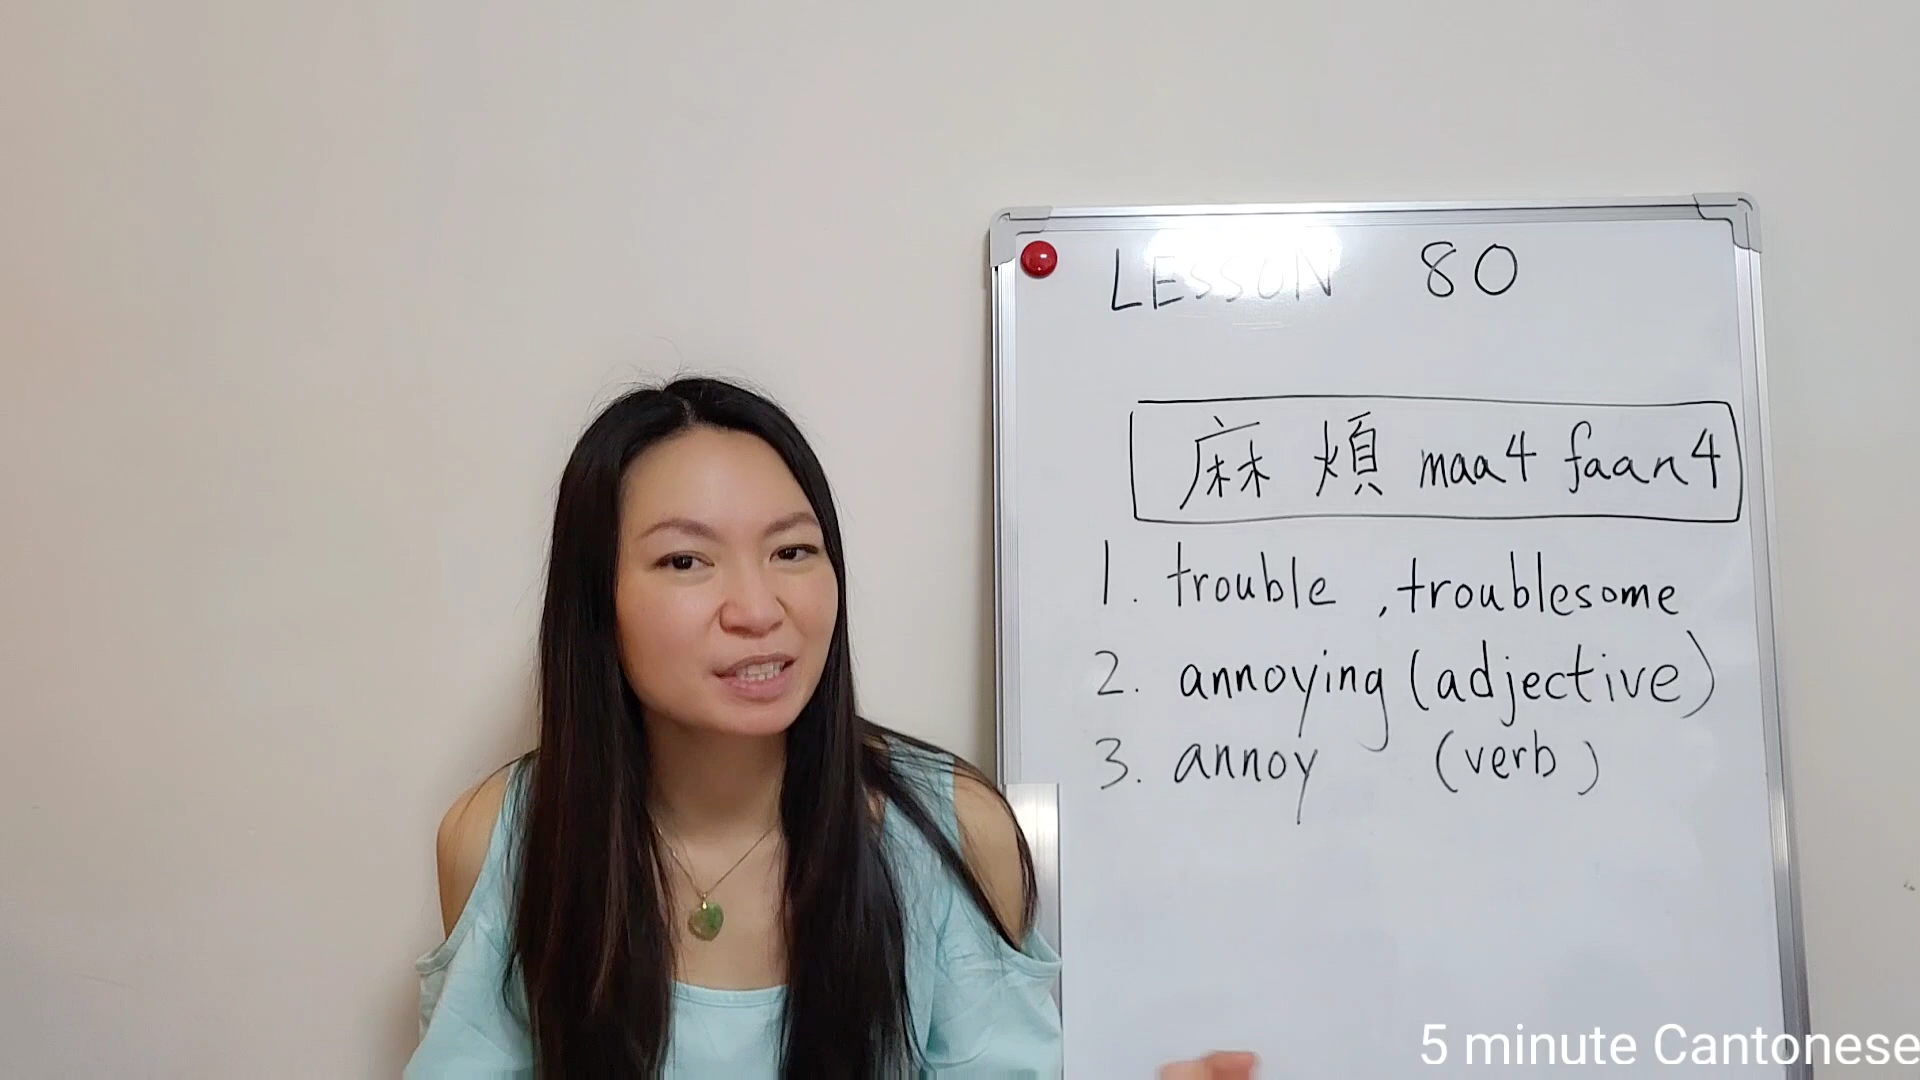 LESSON 80
麻煩 maa4 faan4
1. trouble, troublesome
2. annoying (adjective)
3. annoy (verb)
5 minute Cantonese